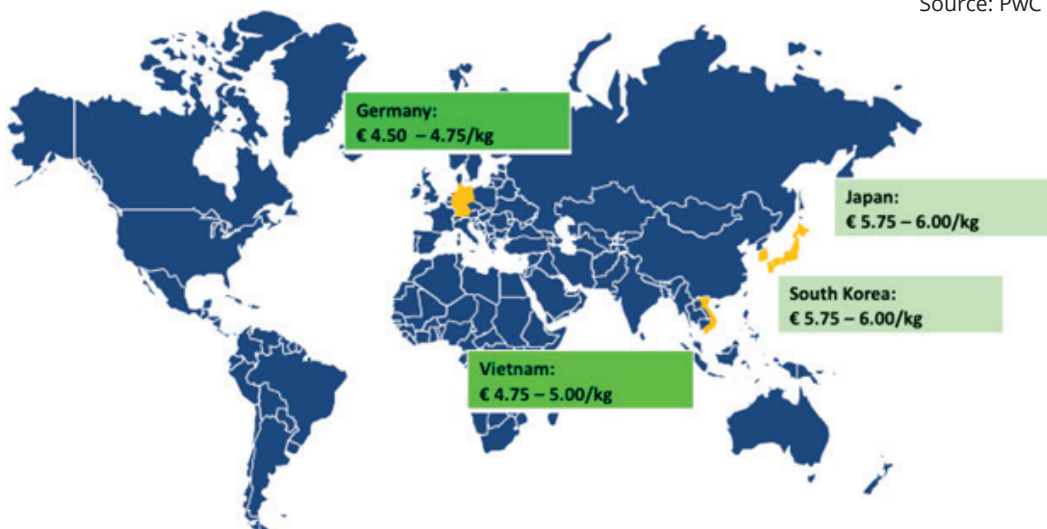 Source: PwC
Germany:
€ 4.50 – 4.75/kg
Japan:
€ 5.75 – 6.00/kg
South Korea:
€ 5.75 – 6.00/kg
Vietnam:
€ 4.75 – 5.00/kg